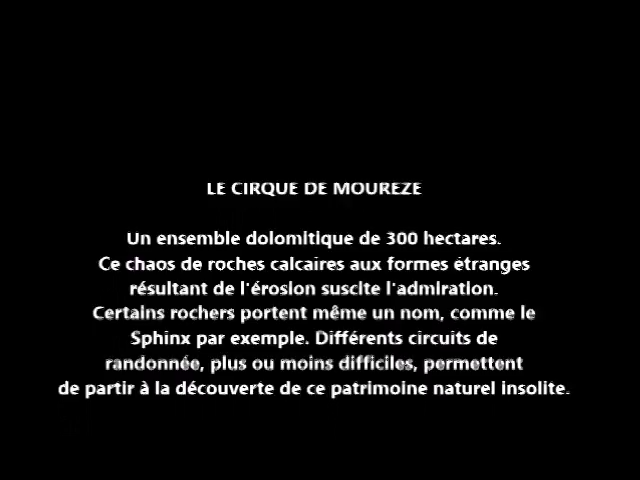 LE CIRQUE DE MOUREZE
Un ensemble dolomitique de 300 hectares.
Ce chaos de roches calcaires aux formes étranges
résultant de l'érosion suscite l'admiration.
Certains rochers portent même un nom, comme le
Sphinx par exemple. Différents circuits de
randonnée, plus ou moins difficiles, permettent
de partir à la découverte de ce patrimoine naturel insolite.